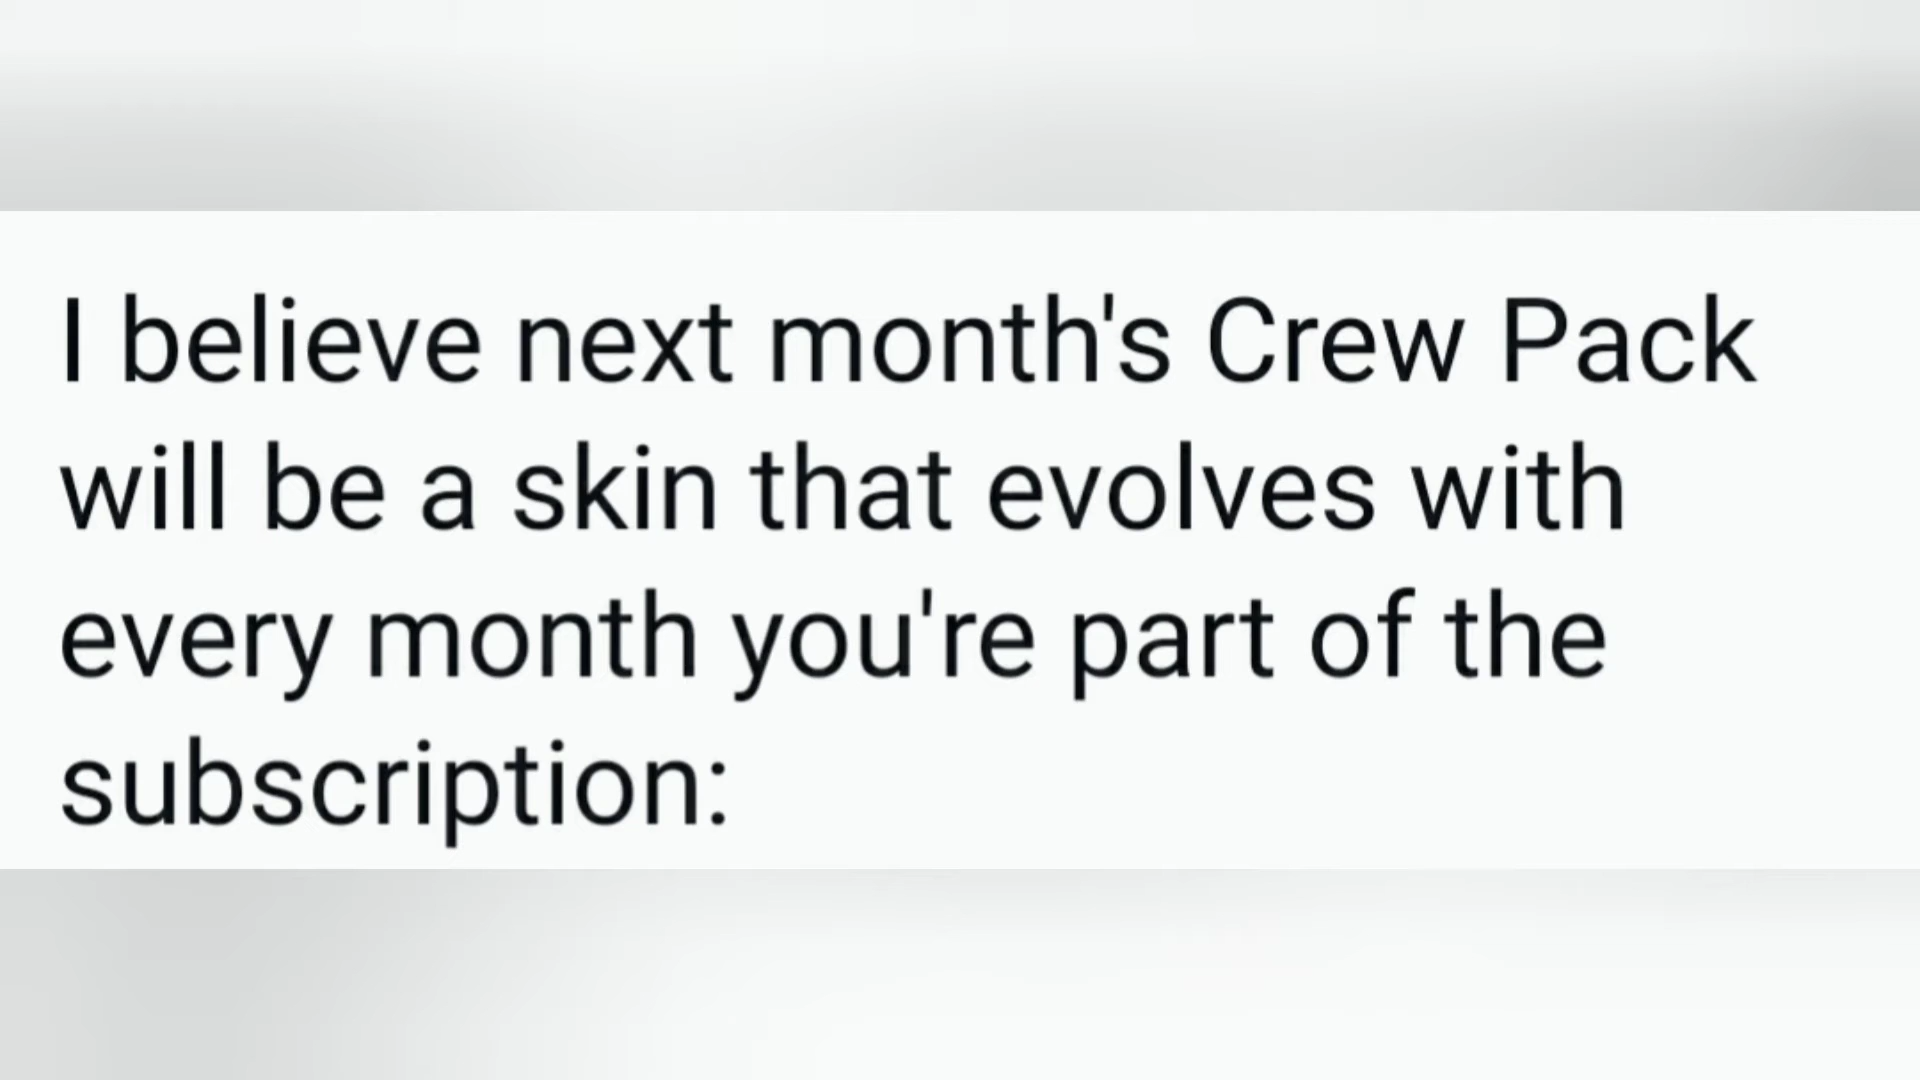 I believe next month's Crew Pack
will be a skin that evolves with
every month you're part of the
subscription: